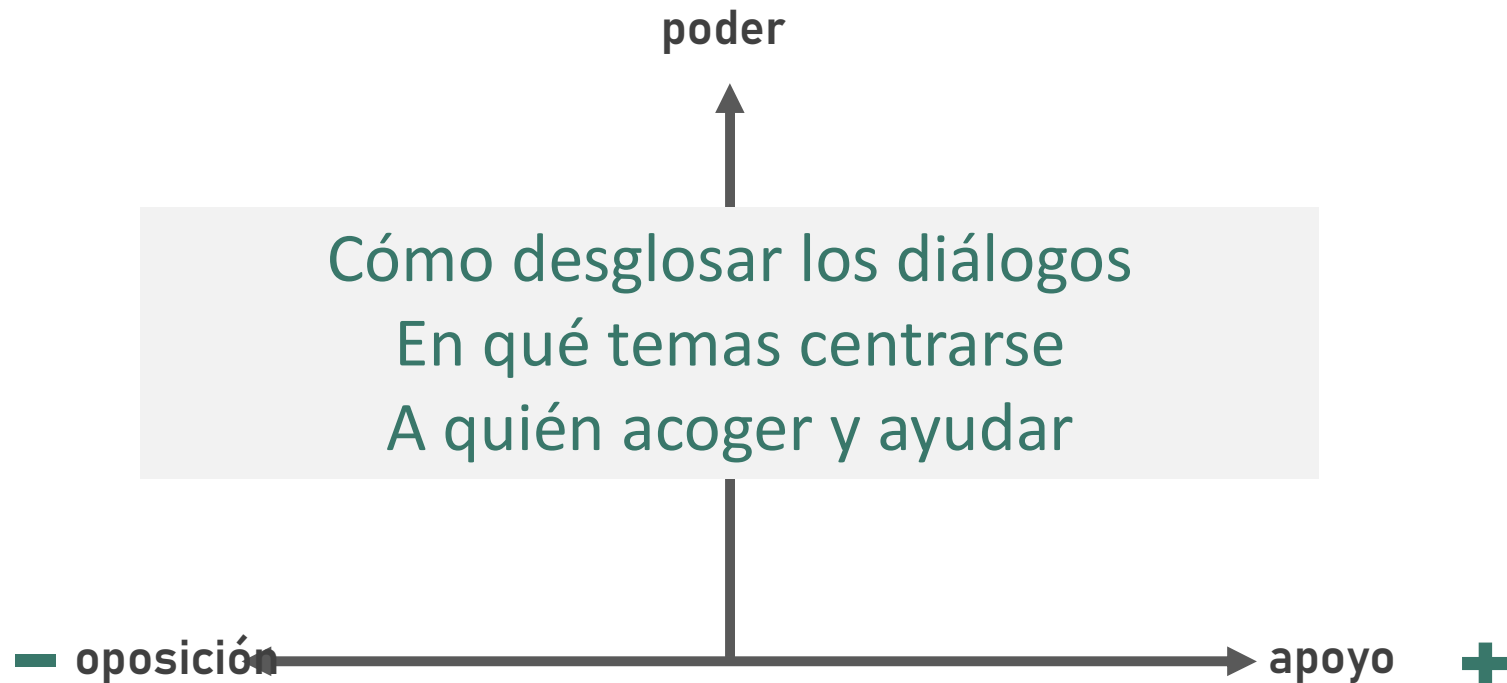 poder
Cómo desglosar los diálogos
En qué temas centrarse
A quién acoger y ayudar
oposición
apoyo